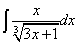 ∫ x / ∛(3x+1) dx